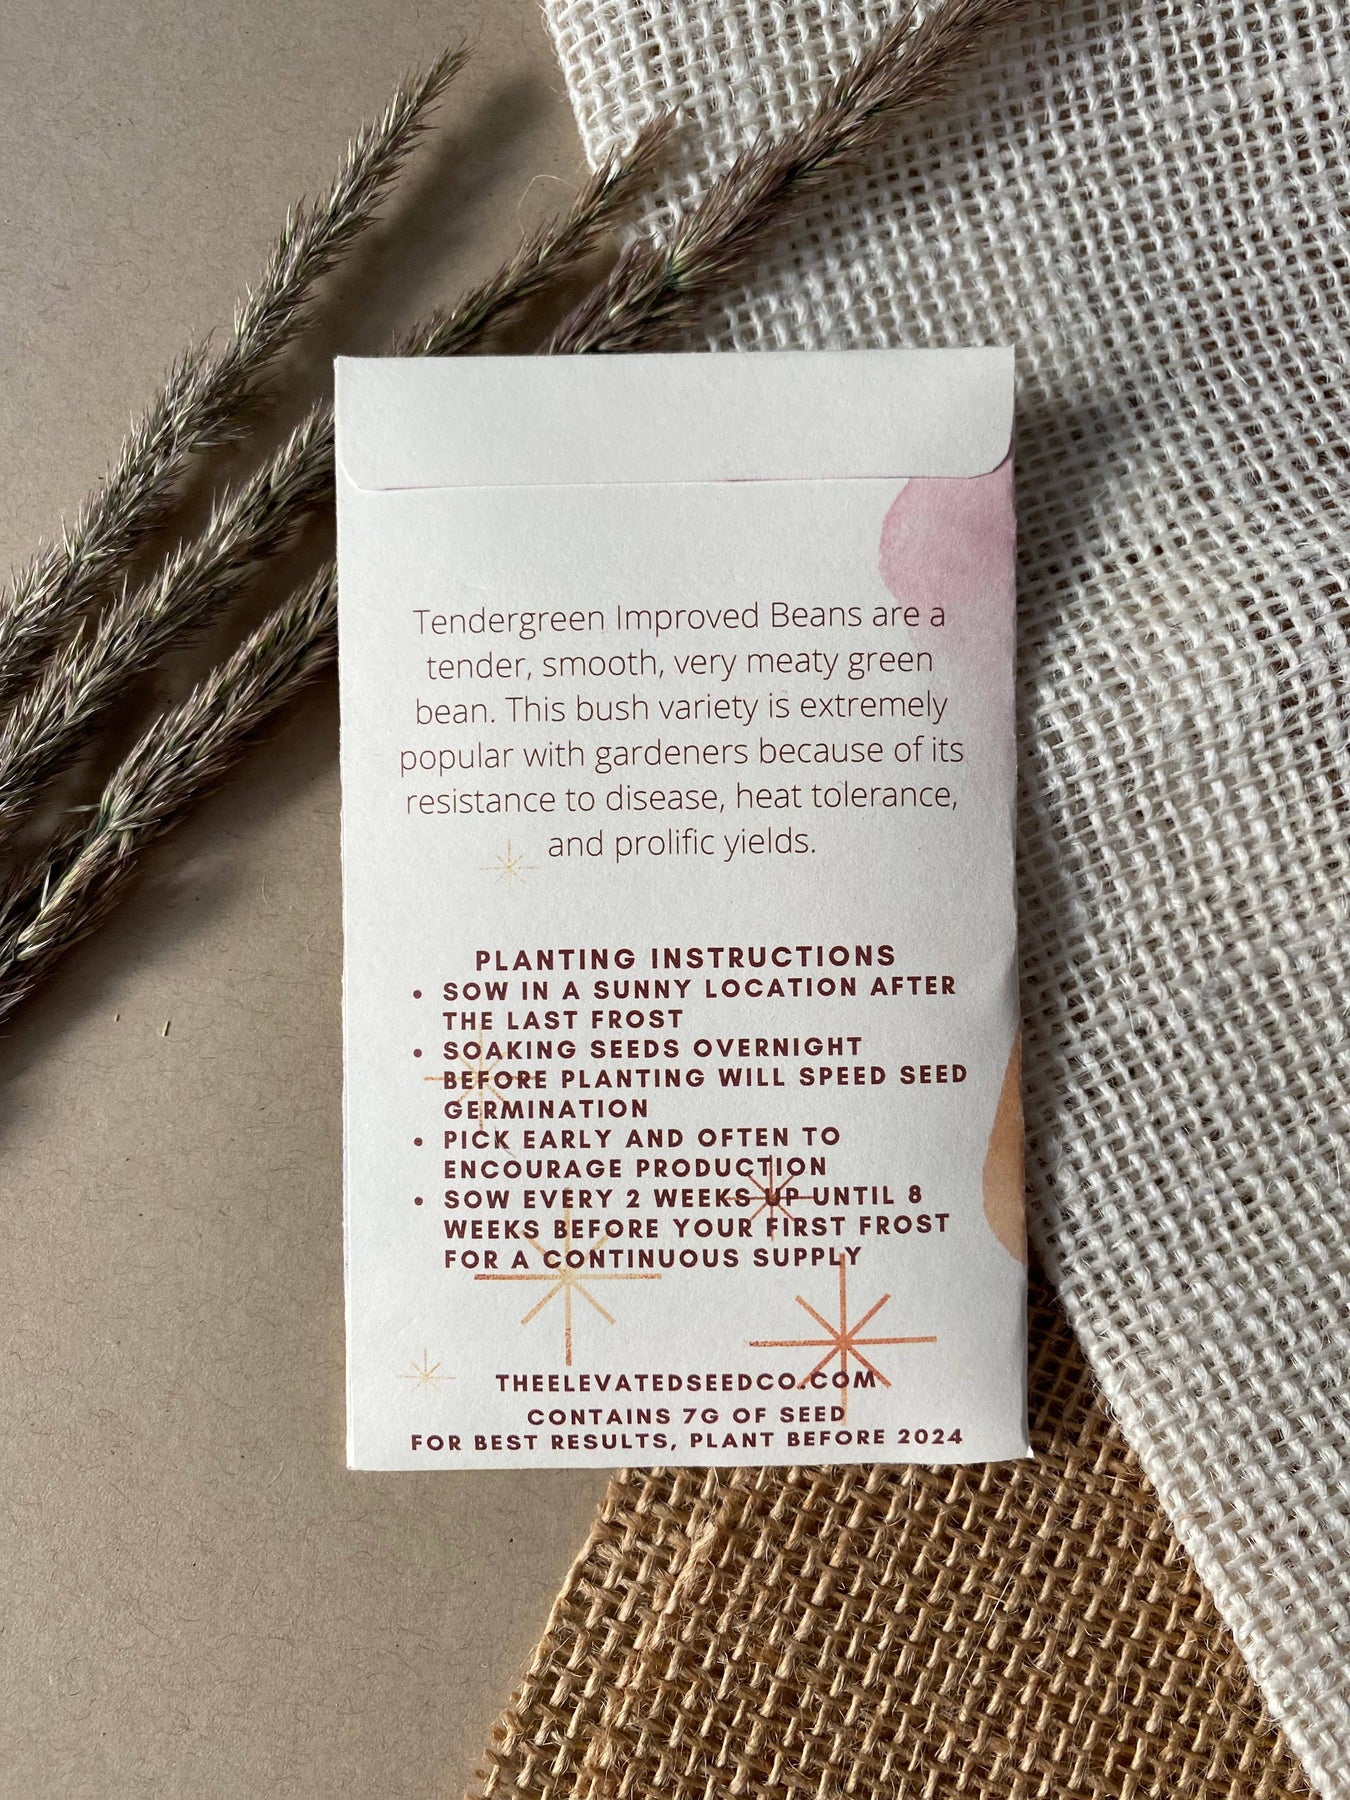 Tendergreen Improved Beans are a
tender, smooth, very meaty green
bean. This bush variety is extremely
popular with gardeners because of its
resistance to disease, heat tolerance,
and prolific yields.
PLANTING INSTRUCTIONS
• SOW IN A SUNNY LOCATION AFTER
THE LAST FROST
• SOAKING SEEDS OVERNIGHT
BEFORE PLANTING WILL SPEED SEED
GERMINATION
• PICK EARLY AND OFTEN TO
ENCOURAGE PRODUCTION
• SOW EVERY 2 WEEKS UP UNTIL 8
WEEKS BEFORE YOUR FIRST FROST
FOR A CONTINUOUS SUPPLY
THEELEVATEDSEEDCO.COM
CONTAINS 7G OF SEED
FOR BEST RESULTS, PLANT BEFORE 2024